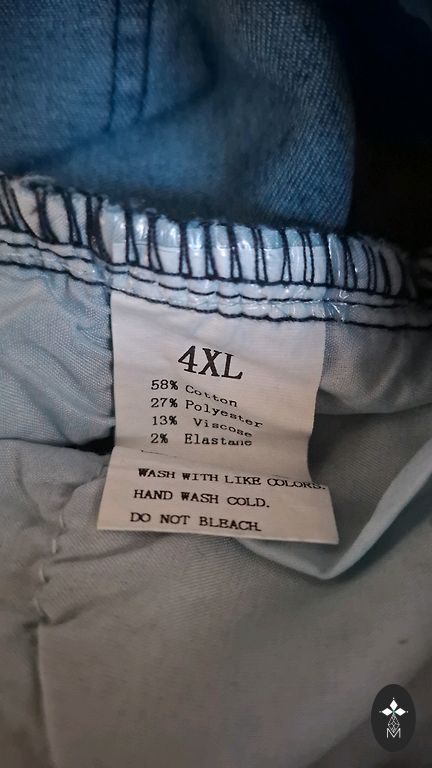 4XL
58% Cotton
27% Polyester
13% Viscose
2% Elastane
WASH WITH LIKE COLORS.
HAND WASH COLD.
DO NOT BLEACH.
M